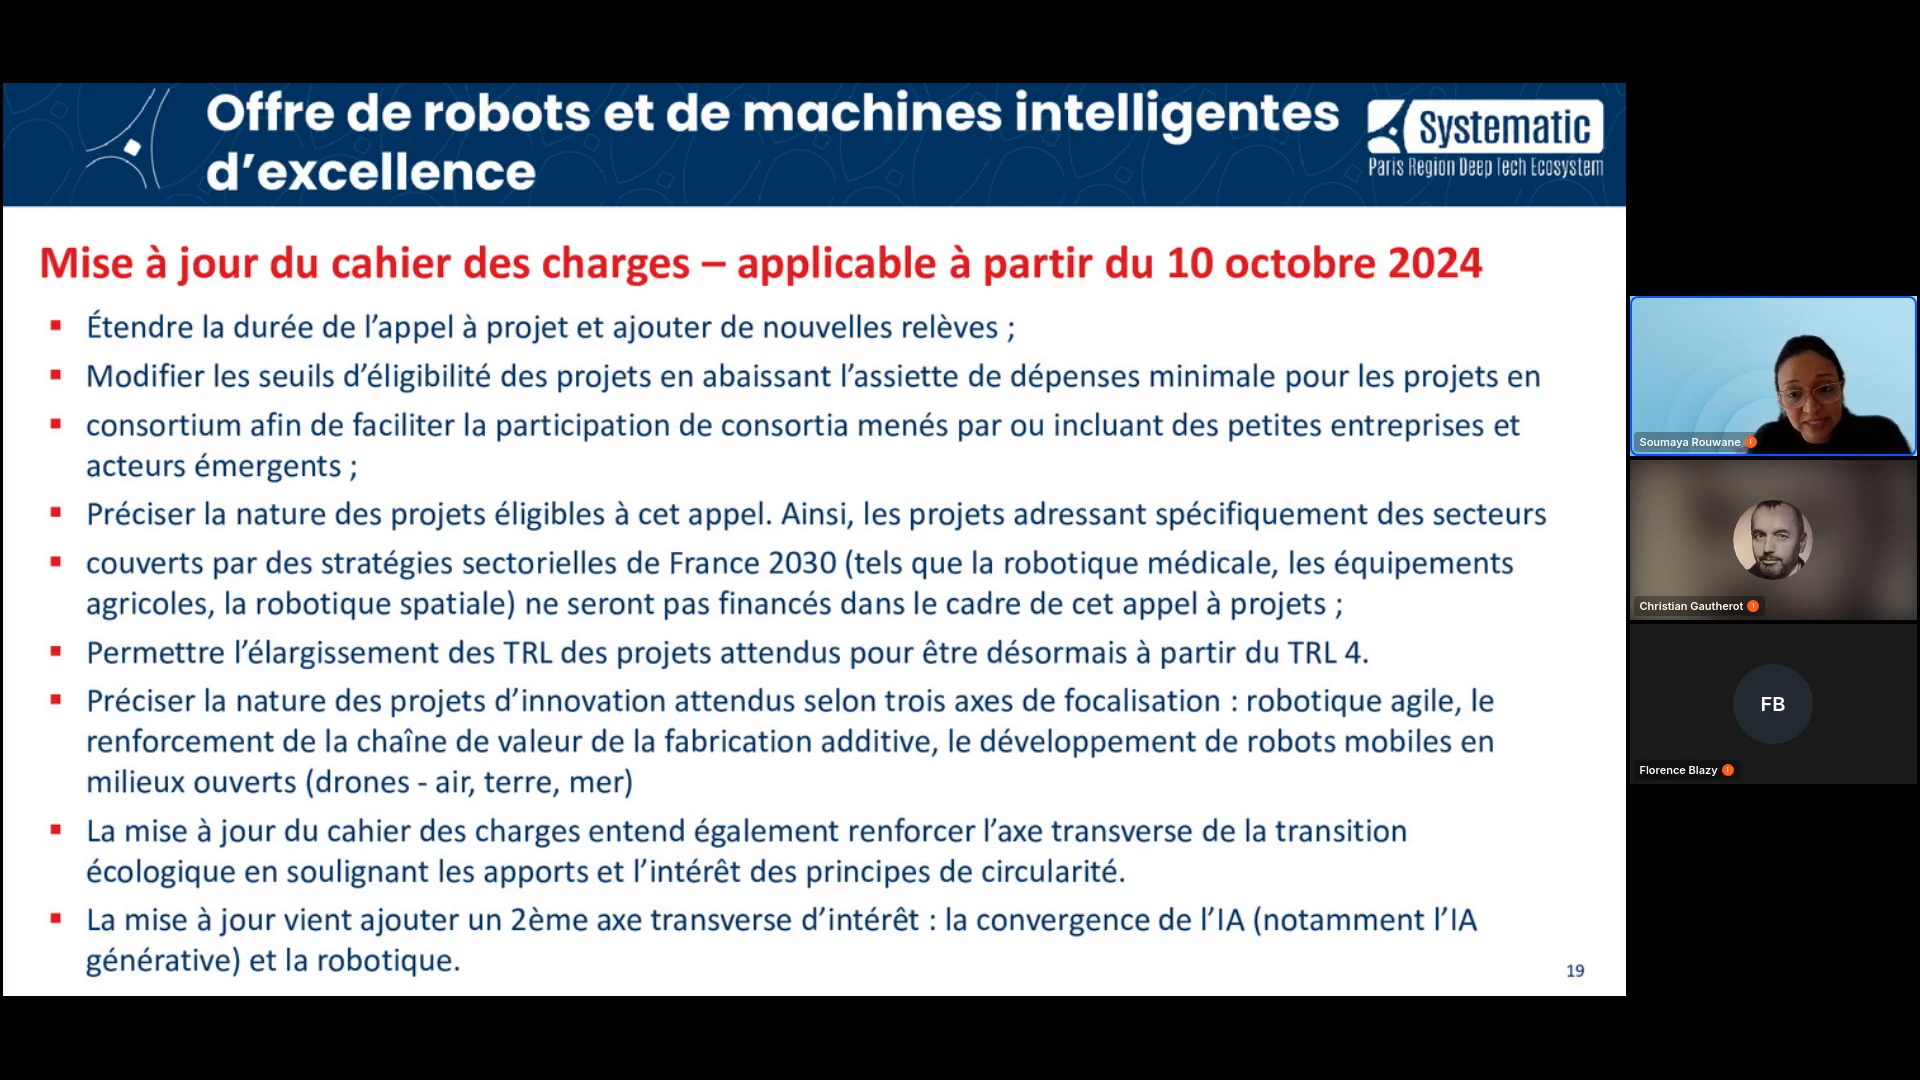 Offre de robots et de machines intelligentes
d’excellence
Systematic
Paris Region Deep Tech Ecosystem
Mise à jour du cahier des charges – applicable à partir du 10 octobre 2024
▪ Étendre la durée de l’appel à projet et ajouter de nouvelles relèves ;
▪ Modifier les seuils d’éligibilité des projets en abaissant l’assiette de dépenses minimale pour les projets en
▪ consortium afin de faciliter la participation de consortia menés par ou incluant des petites entreprises et
acteurs émergents ;
▪ Préciser la nature des projets éligibles à cet appel. Ainsi, les projets adressant spécifiquement des secteurs
▪ couverts par des stratégies sectorielles de France 2030 (tels que la robotique médicale, les équipements
agricoles, la robotique spatiale) ne seront pas financés dans le cadre de cet appel à projets ;
▪ Permettre l’élargissement des TRL des projets attendus pour être désormais à partir du TRL 4.
▪ Préciser la nature des projets d’innovation attendus selon trois axes de focalisation : robotique agile, le
renforcement de la chaîne de valeur de la fabrication additive, le développement de robots mobiles en
milieux ouverts (drones - air, terre, mer)
▪ La mise à jour du cahier des charges entend également renforcer l’axe transverse de la transition
écologique en soulignant les apports et l’intérêt des principes de circularité.
▪ La mise à jour vient ajouter un 2ème axe transverse d’intérêt : la convergence de l’IA (notamment l’IA
générative) et la robotique.
19
Soumaya Rouwane
Christian Gautherot
FB
Florence Blazy